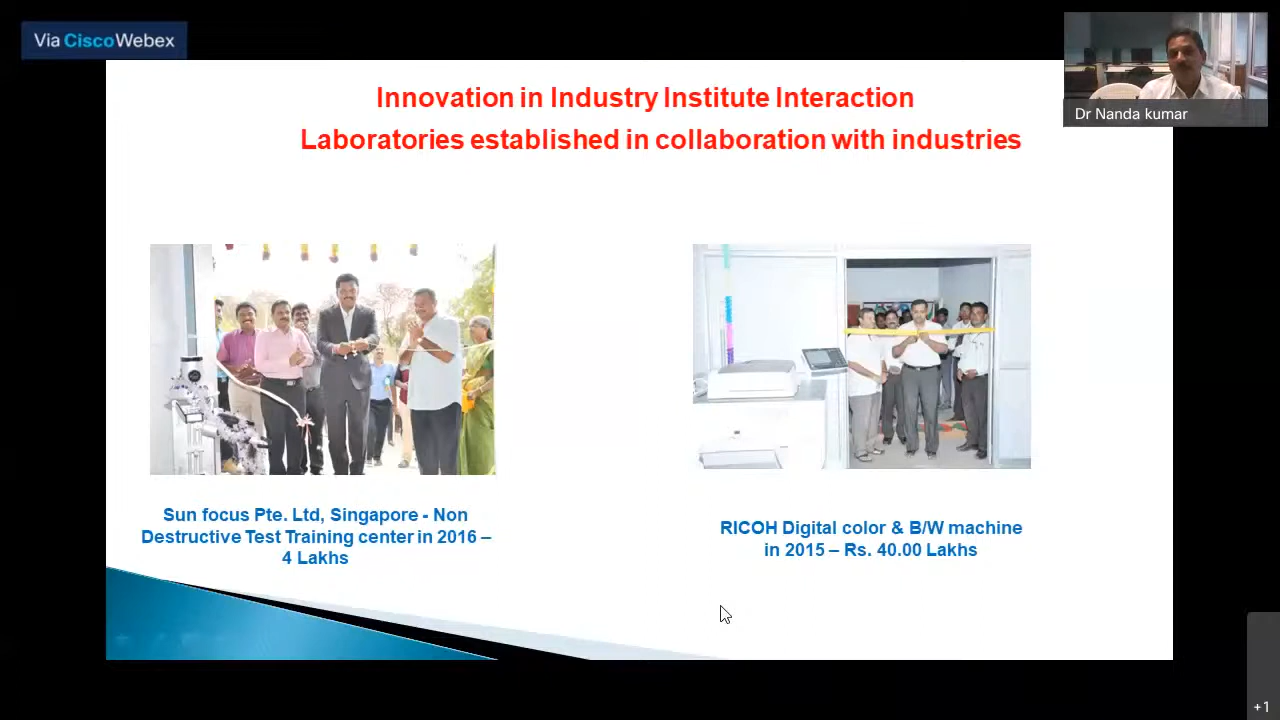 Via Cisco Webex
Dr Nanda kumar
Innovation in Industry Institute Interaction
Laboratories established in collaboration with industries
Sun focus Pte. Ltd, Singapore - Non
Destructive Test Training center in 2016 –
4 Lakhs
RICOH Digital color & B/W machine
in 2015 – Rs. 40.00 Lakhs
+1